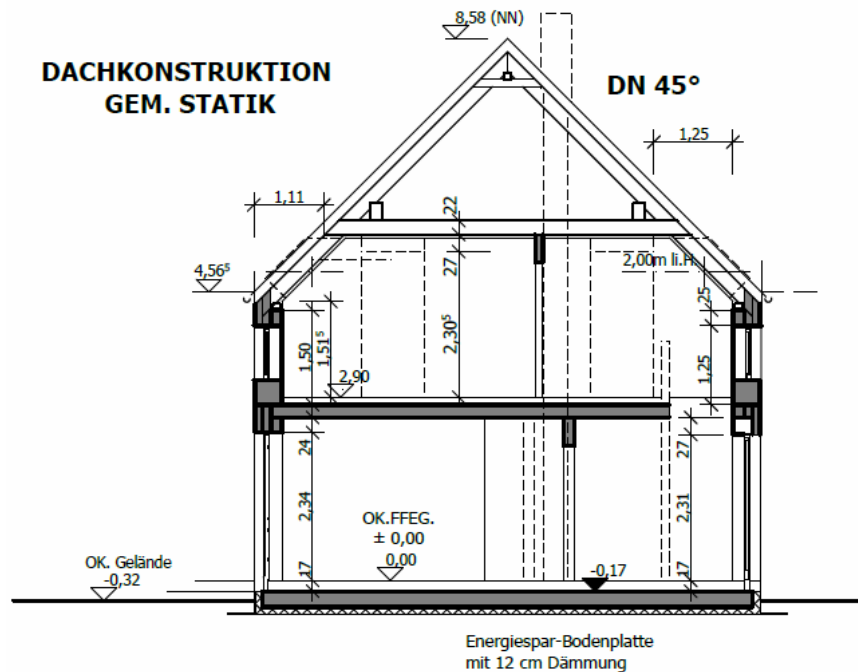 8,58 (NN)
DACHKONSTRUKTION
GEM. STATIK
DN 45°
1,25
1,11
22
27
2,00m li.H
4,56⁵
25
1,50
1,51⁵
2,30⁵
1,25
2,90
24
27
2,34
2,31
OK.FFEG.
± 0,00
0,00
OK. Gelände
-0,32
17
-0,17
17
Energiespar-Bodenplatte
mit 12 cm Dämmung